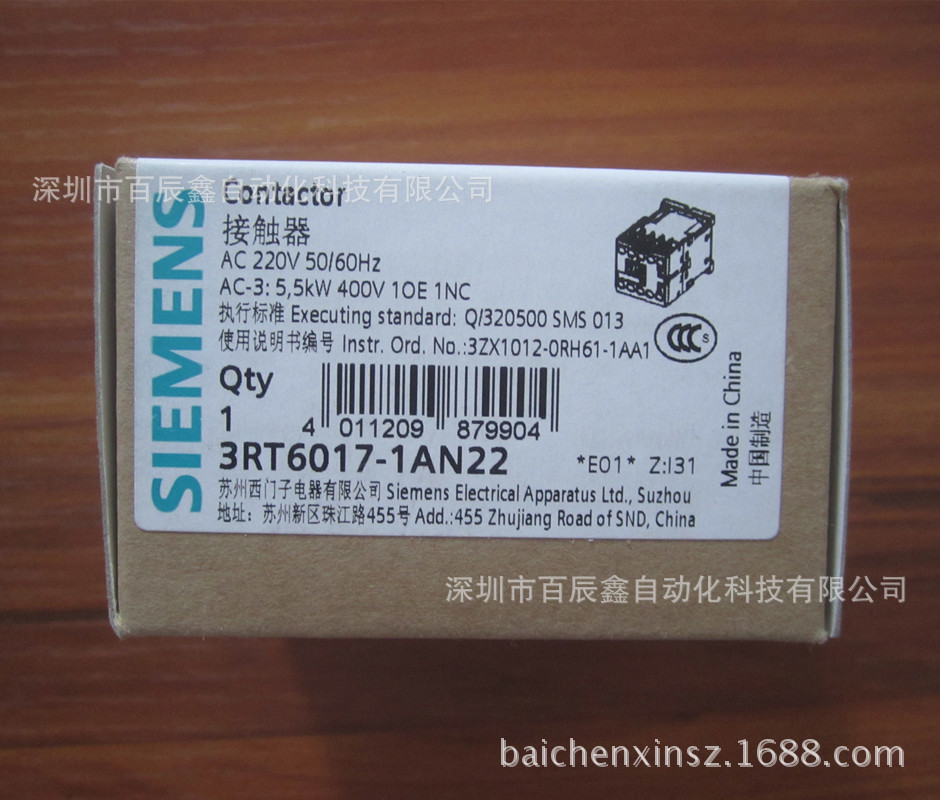 深圳市百辰鑫自动化科技有限公司
SIEMENS
Contactor
接触器
AC 220V 50/60Hz
AC-3: 5,5kW 400V 1OE 1NC
执行标准 Executing standard: Q/320500 SMS 013
使用说明书编号 Instr. Ord. No.:3ZX1012-0RH61-1AA1
CCC S
Qty
1
4 011209 879904
3RT6017-1AN22
*E01* Z:I31
苏州西门子电器有限公司 Siemens Electrical Apparatus Ltd., Suzhou
地址: 苏州新区珠江路455号 Add.:455 Zhujiang Road of SND, China
Made in China
中国制造
深圳市百辰鑫自动化科技有限公司
baichenxinsz.1688.com